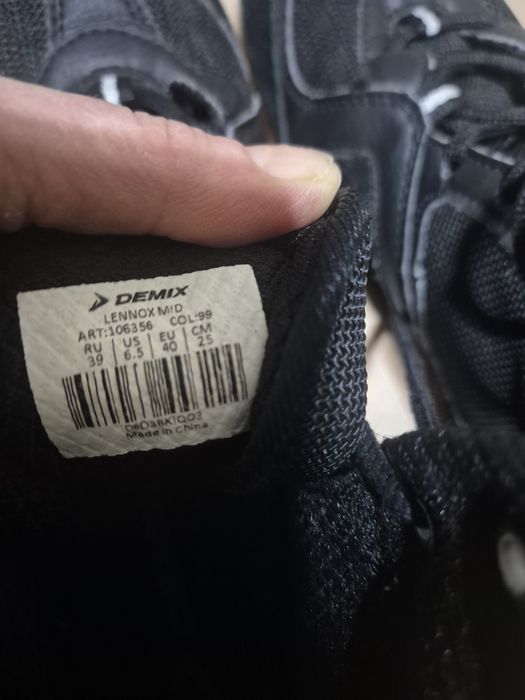 DEMIX
LENNOX MID
ART:106356 COL:99
RU US EU CM
39 6.5 40 25
Made in China